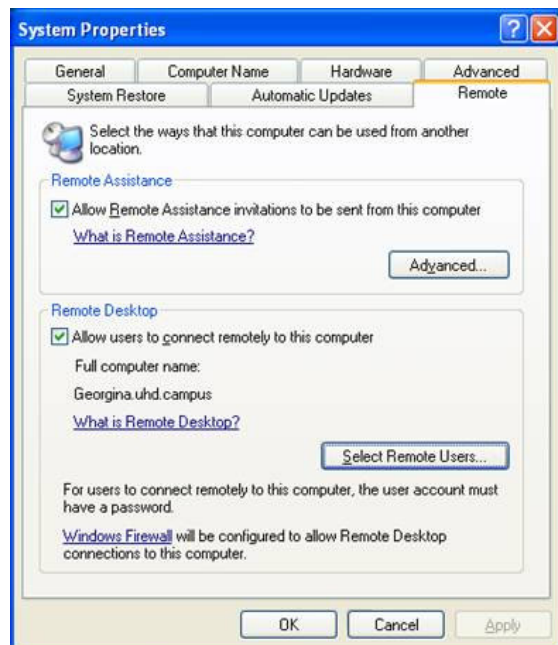 System Properties
General Computer Name Hardware Advanced
System Restore Automatic Updates Remote
Select the ways that this computer can be used from another
location.
Remote Assistance
Allow Remote Assistance invitations to be sent from this computer
What is Remote Assistance?
Advanced...
Remote Desktop
Allow users to connect remotely to this computer
Full computer name:
Georgina.uhd.campus
What is Remote Desktop?
Select Remote Users...
For users to connect remotely to this computer, the user account must
have a password.
Windows Firewall will be configured to allow Remote Desktop
connections to this computer.
OK Cancel Apply